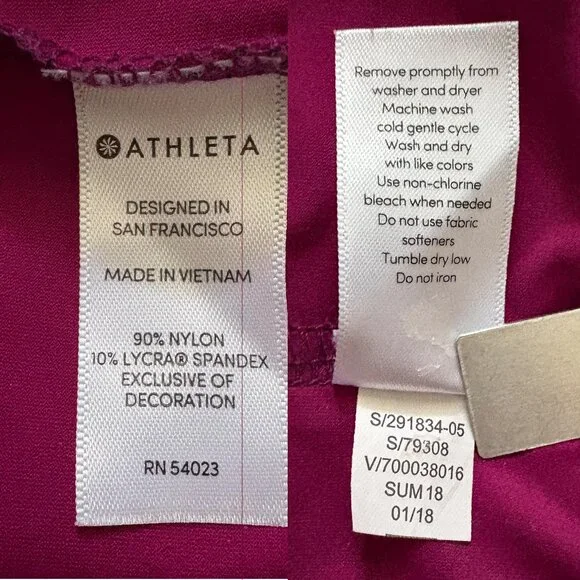 ATHLETA
DESIGNED IN
SAN FRANCISCO
MADE IN VIETNAM
90% NYLON
10% LYCRA® SPANDEX
EXCLUSIVE OF
DECORATION
RN 54023
Remove promptly from
washer and dryer
Machine wash
cold gentle cycle
Wash and dry
with like colors
Use non-chlorine
bleach when needed
Do not use fabric
softeners
Tumble dry low
Do not iron
S/291834-05
S/79308
V/700038016
SUM 18
01/18